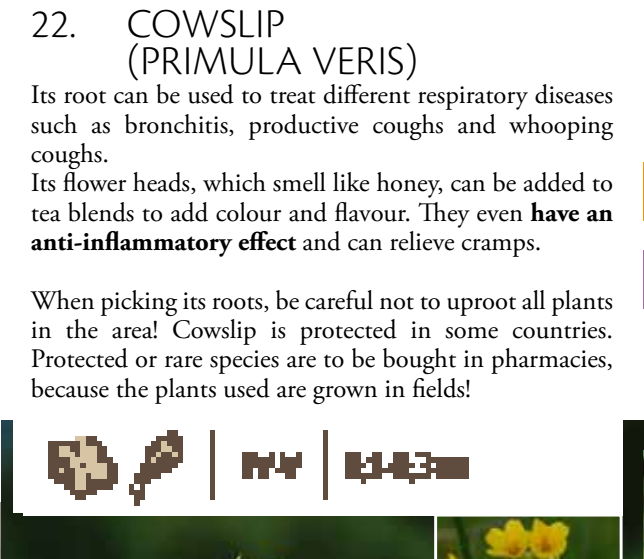 22. COWSLIP
(PRIMULA VERIS)
Its root can be used to treat different respiratory diseases
such as bronchitis, productive coughs and whooping
coughs.
Its flower heads, which smell like honey, can be added to
tea blends to add colour and flavour. They even have an
anti-inflammatory effect and can relieve cramps.
When picking its roots, be careful not to uproot all plants
in the area! Cowslip is protected in some countries.
Protected or rare species are to be bought in pharmacies,
because the plants used are grown in fields!